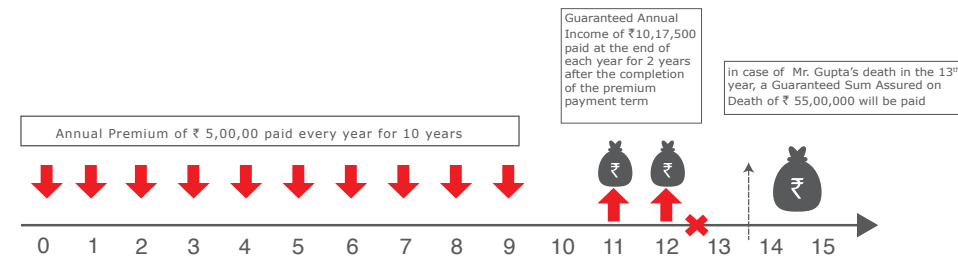 Guaranteed Annual
Income of ₹10,17,500
paid at the end of
each year for 2 years
after the completion
of the premium
payment term
in case of Mr. Gupta's death in the 13th
year, a Guaranteed Sum Assured on
Death of ₹ 55,00,000 will be paid
Annual Premium of ₹ 5,00,00 paid every year for 10 years
₹ ₹ ₹
0 1 2 3 4 5 6 7 8 9 10 11 12 13 14 15